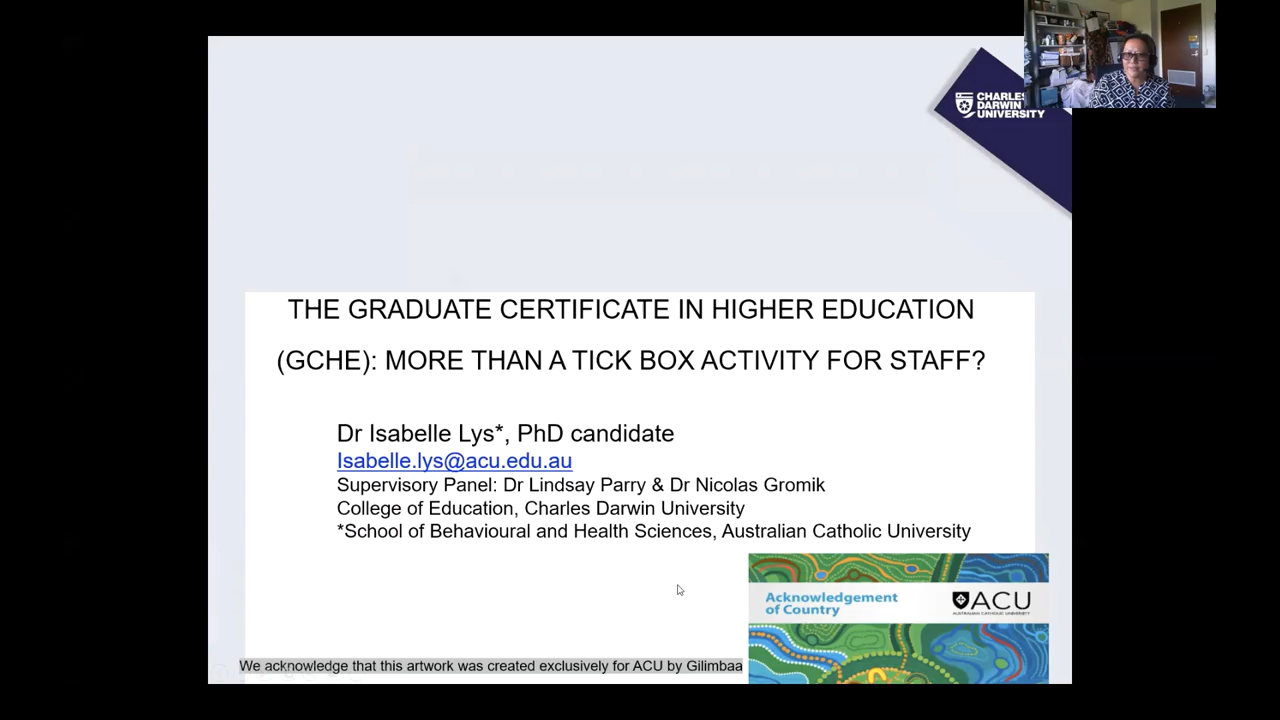 CHARLES
DARWIN
UNIVERSITY
THE GRADUATE CERTIFICATE IN HIGHER EDUCATION
(GCHE): MORE THAN A TICK BOX ACTIVITY FOR STAFF?
Dr Isabelle Lys*, PhD candidate
Isabelle.lys@acu.edu.au
Supervisory Panel: Dr Lindsay Parry & Dr Nicolas Gromik
College of Education, Charles Darwin University
*School of Behavioural and Health Sciences, Australian Catholic University
Acknowledgement
of Country
ACU
AUSTRALIAN CATHOLIC UNIVERSITY
We acknowledge that this artwork was created exclusively for ACU by Gilimbaa